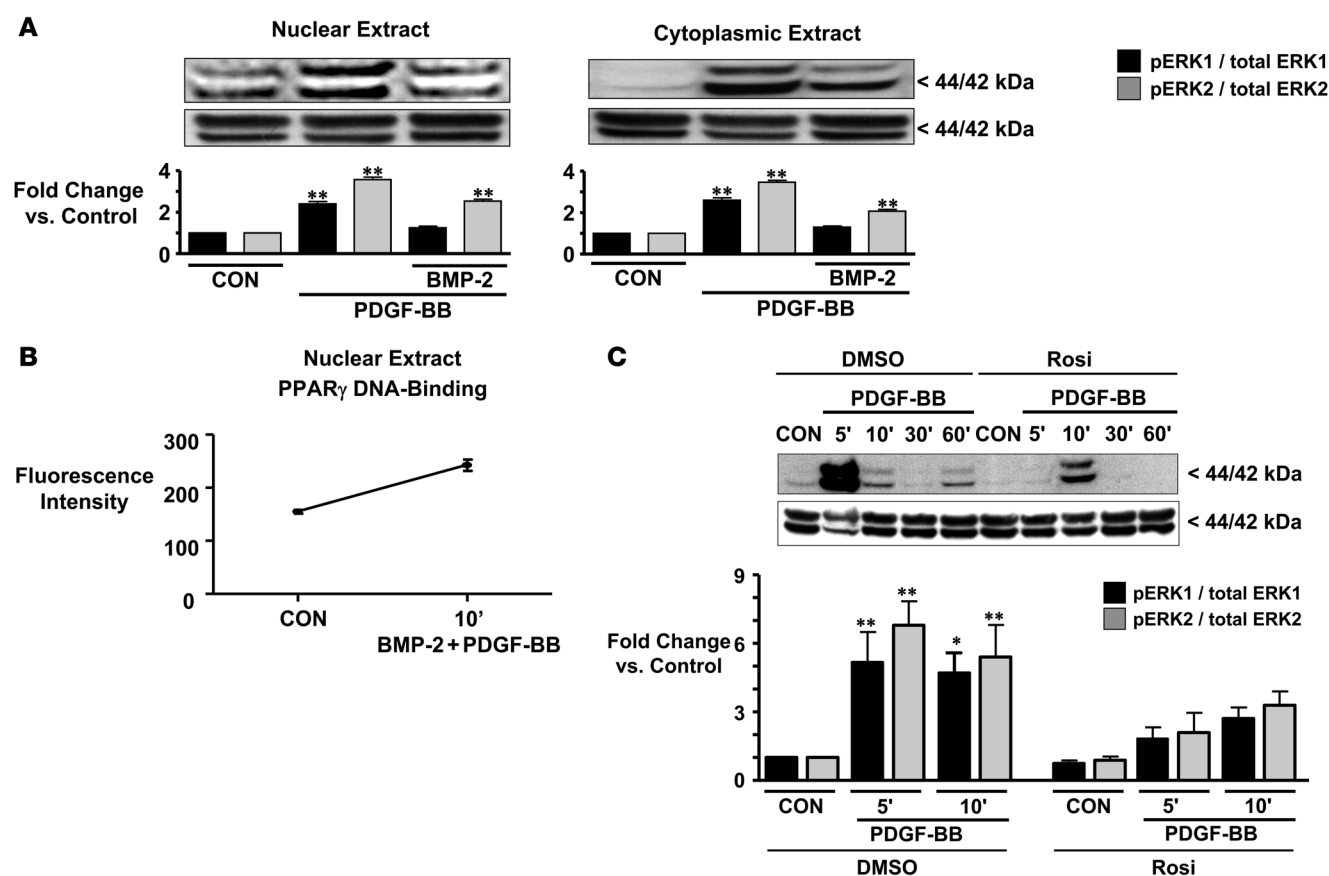 A
Nuclear Extract
Cytoplasmic Extract
pERK1 / total ERK1
pERK2 / total ERK2
< 44/42 kDa
< 44/42 kDa
Fold Change
vs. Control
4
2
0
** ** **
CON
BMP-2
PDGF-BB
4
2
0
** ** **
CON
BMP-2
PDGF-BB
B
Nuclear Extract
PPARγ DNA-Binding
Fluorescence
Intensity
300
200
100
0
CON
10’
BMP-2 + PDGF-BB
C
DMSO
Rosi
PDGF-BB
PDGF-BB
CON 5' 10' 30' 60' CON 5' 10' 30' 60'
< 44/42 kDa
< 44/42 kDa
pERK1 / total ERK1
pERK2 / total ERK2
Fold Change
vs. Control
9
6
3
0
** ** * **
CON 5' 10' CON 5' 10'
PDGF-BB
PDGF-BB
DMSO
Rosi